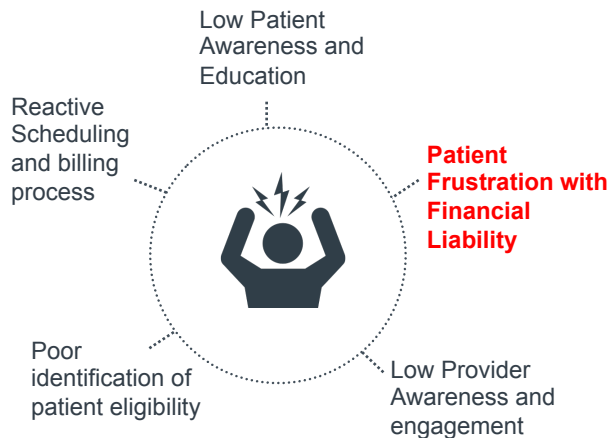 Low Patient
Awareness and
Education
Reactive
Scheduling
and billing
process
Patient
Frustration with
Financial
Liability
Poor
identification of
patient eligibility
Low Provider
Awareness and
engagement